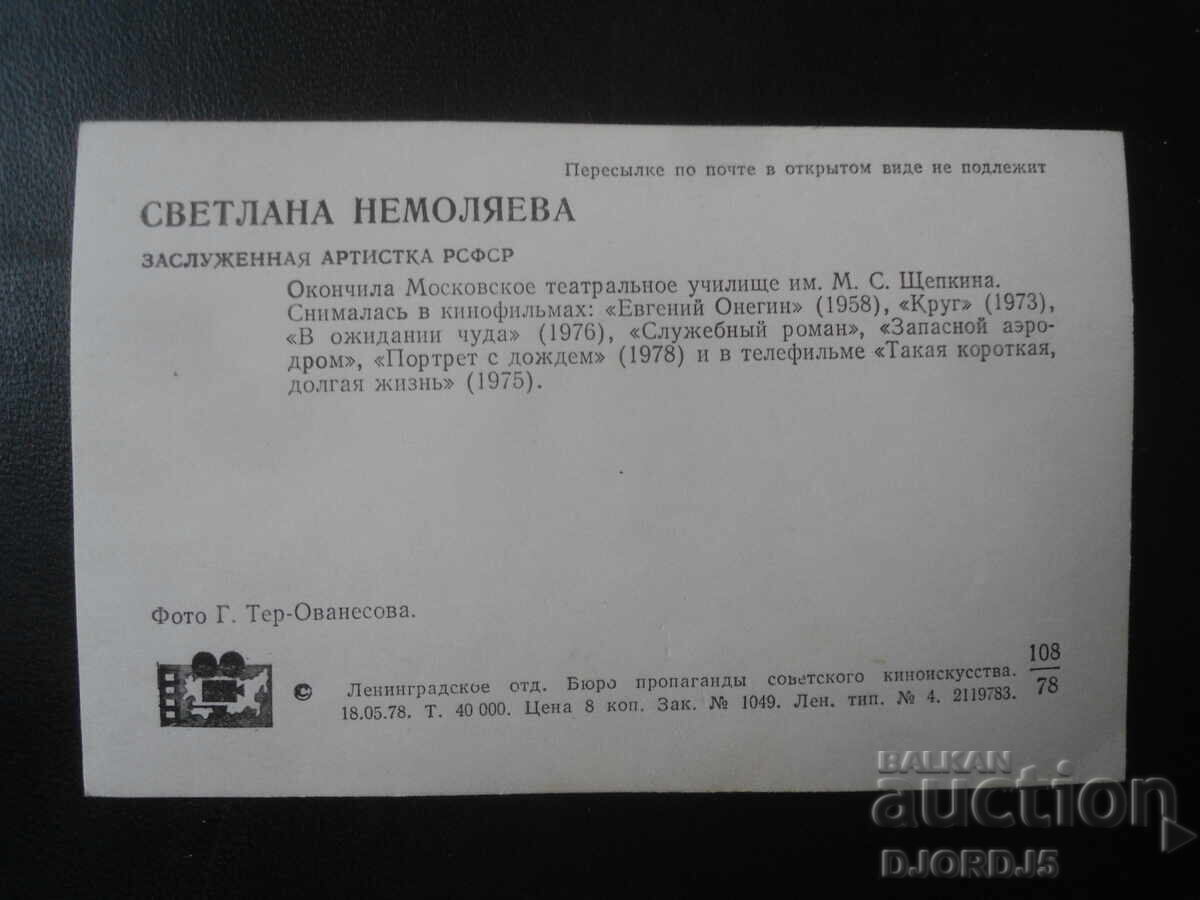 Пересылке по почте в открытом виде не подлежит
СВЕТЛАНА НЕМОЛЯЕВА
ЗАСЛУЖЕННАЯ АРТИСТКА РСФСР
Окончила Московское театральное училище им. М. С. Щепкина.
Снималась в кинофильмах: «Евгений Онегин» (1958), «Круг» (1973),
«В ожидании чуда» (1976), «Служебный роман», «Запасной аэро-
дром», «Портрет с дождем» (1978) и в телефильме «Такая короткая,
долгая жизнь» (1975).
Фото Г. Тер-Ованесова.
© Ленинградское отд. Бюро пропаганды советского киноискусства.
18.05.78. Т. 40 000. Цена 8 коп. Зак. № 1049. Лен. тип. № 4. 2119783.
108
78
BALKAN
auction
DJORDJ5